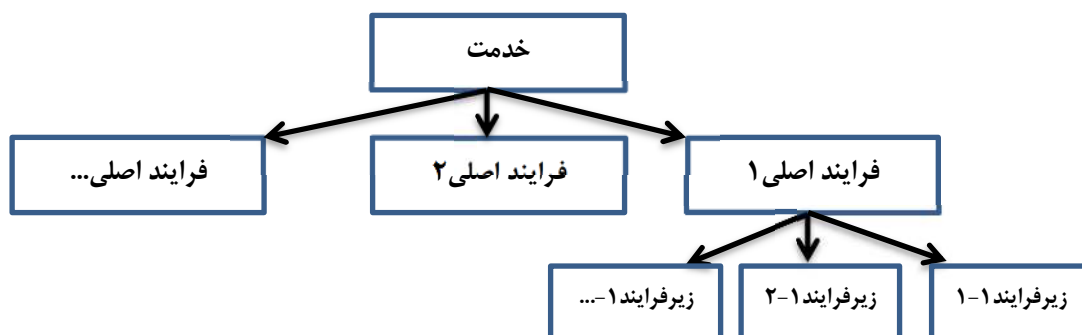 خدمت
فرایند اصلی۱
فرایند اصلی۲
فرایند اصلی...
زیرفرایند۱-۱
زیرفرایند۱-۲
زیرفرایند۱-...